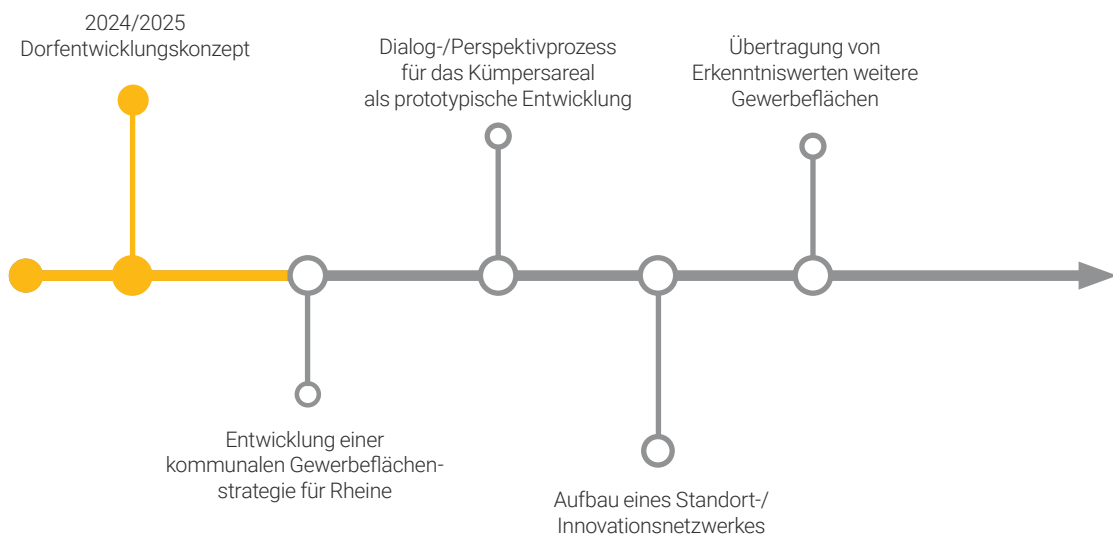 2024/2025
Dorfentwicklungskonzept
Dialog-/Perspektivprozess
für das Kümpersareal
als prototypische Entwicklung
Übertragung von
Erkenntniswerten weitere
Gewerbeflächen
Entwicklung einer
kommunalen Gewerbeflächen-
strategie für Rheine
Aufbau eines Standort-/
Innovationsnetzwerkes